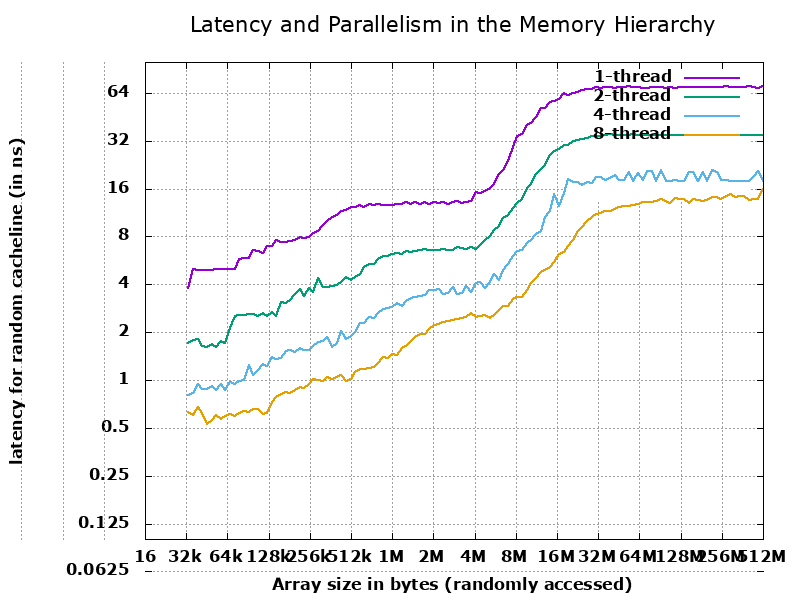 Latency and Parallelism in the Memory Hierarchy
1-thread
2-thread
4-thread
8-thread
64
32
16
8
4
2
1
0.5
0.25
0.125
0.0625
latency for random cacheline (in ns)
16 32k 64k 128k 256k 512k 1M 2M 4M 8M 16M 32M 64M 128M 256M 512M
Array size in bytes (randomly accessed)